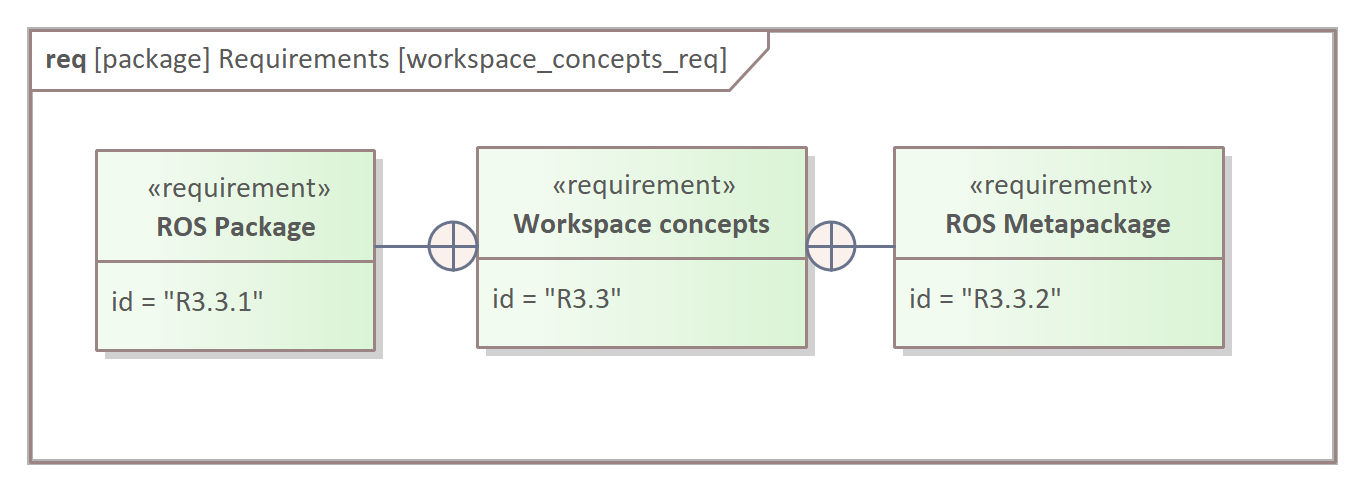 req [package] Requirements [workspace_concepts_req]
«requirement»
ROS Package
id = "R3.3.1"
«requirement»
Workspace concepts
id = "R3.3"
«requirement»
ROS Metapackage
id = "R3.3.2"